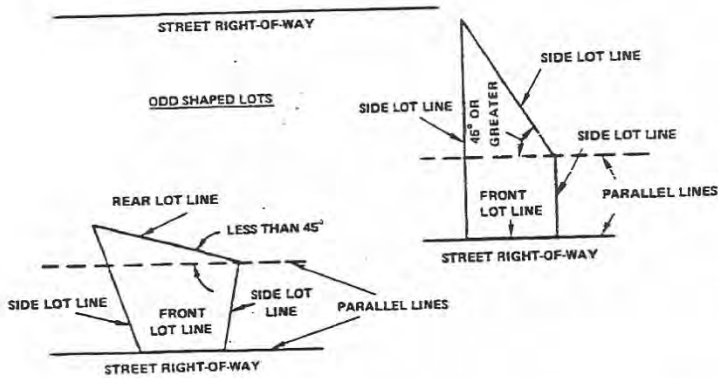 STREET RIGHT-OF-WAY
ODD SHAPED LOTS
SIDE LOT LINE
SIDE LOT LINE
45° OR
GREATER
SIDE LOT LINE
FRONT
LOT LINE
PARALLEL LINES
STREET RIGHT-OF-WAY
REAR LOT LINE
LESS THAN 45°
SIDE LOT LINE
FRONT
LOT LINE
SIDE LOT
LINE
PARALLEL LINES
STREET RIGHT-OF-WAY